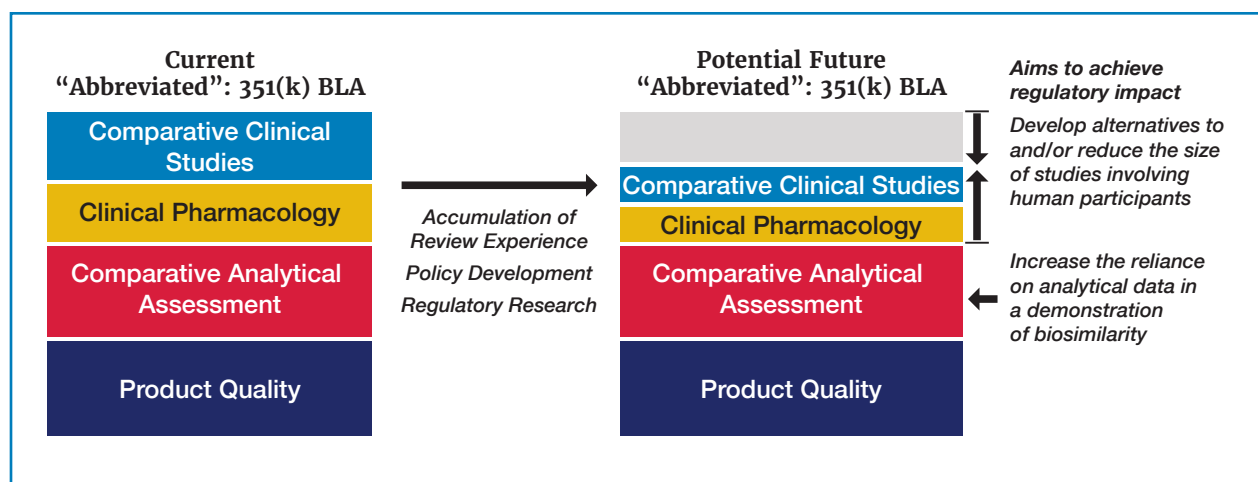 Current
“Abbreviated”: 351(k) BLA
Comparative Clinical
Studies
Clinical Pharmacology
Comparative Analytical
Assessment
Product Quality
Accumulation of
Review Experience
Policy Development
Regulatory Research
Potential Future
“Abbreviated”: 351(k) BLA
Comparative Clinical Studies
Clinical Pharmacology
Comparative Analytical
Assessment
Product Quality
Aims to achieve
regulatory impact
Develop alternatives to
and/or reduce the size
of studies involving
human participants
Increase the reliance
on analytical data in
a demonstration
of biosimilarity